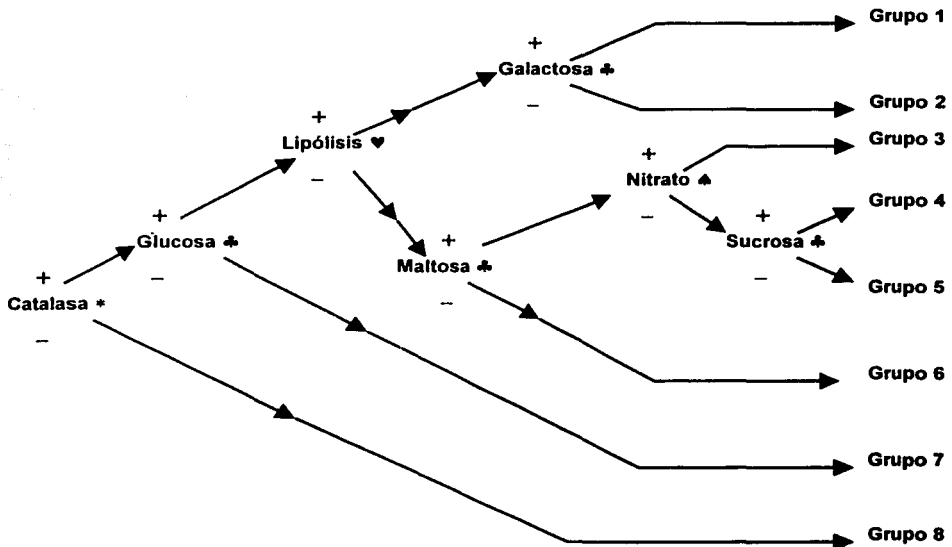 Grupo 1
+
Galactosa ♣
−
Grupo 2
+
Lipólisis ♥
−
+
Nitrato ♠
−
Grupo 3
+
Glucosa ♣
−
+
Sucrosa ♣
−
Grupo 4
+
Maltosa ♣
−
Grupo 5
+
Catalasa *
−
Grupo 6
Grupo 7
Grupo 8